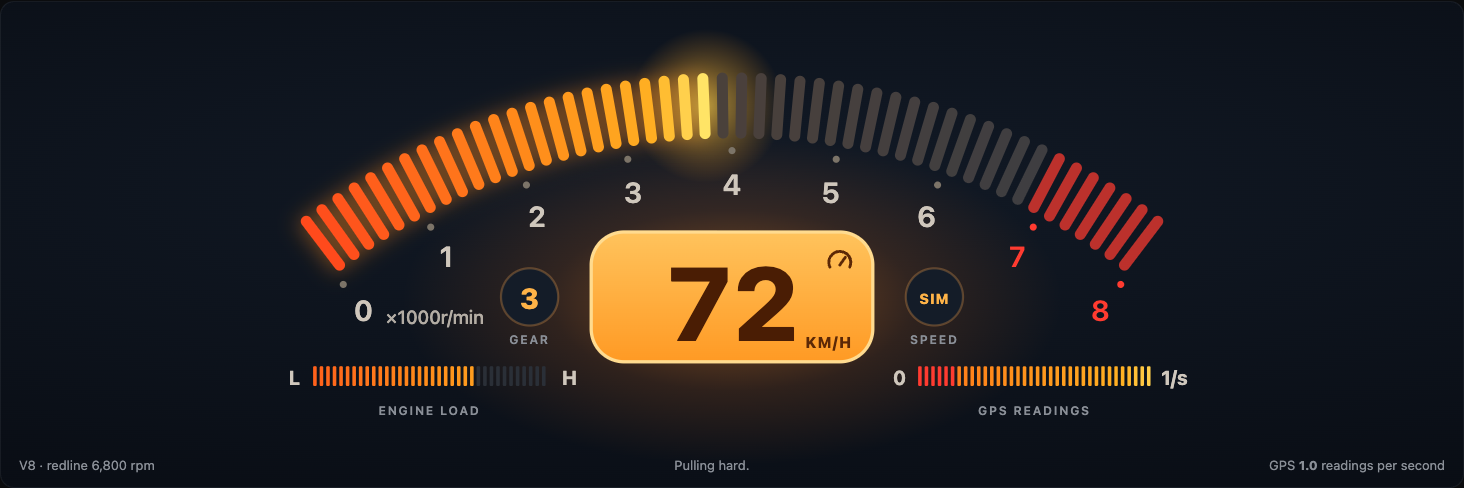 0 1 2 3 4 5 6 7 8
×1000r/min
3
GEAR
72
KM/H
SIM
SPEED
L H
ENGINE LOAD
0 1/s
GPS READINGS
V8 · redline 6,800 rpm
Pulling hard.
GPS 1.0 readings per second